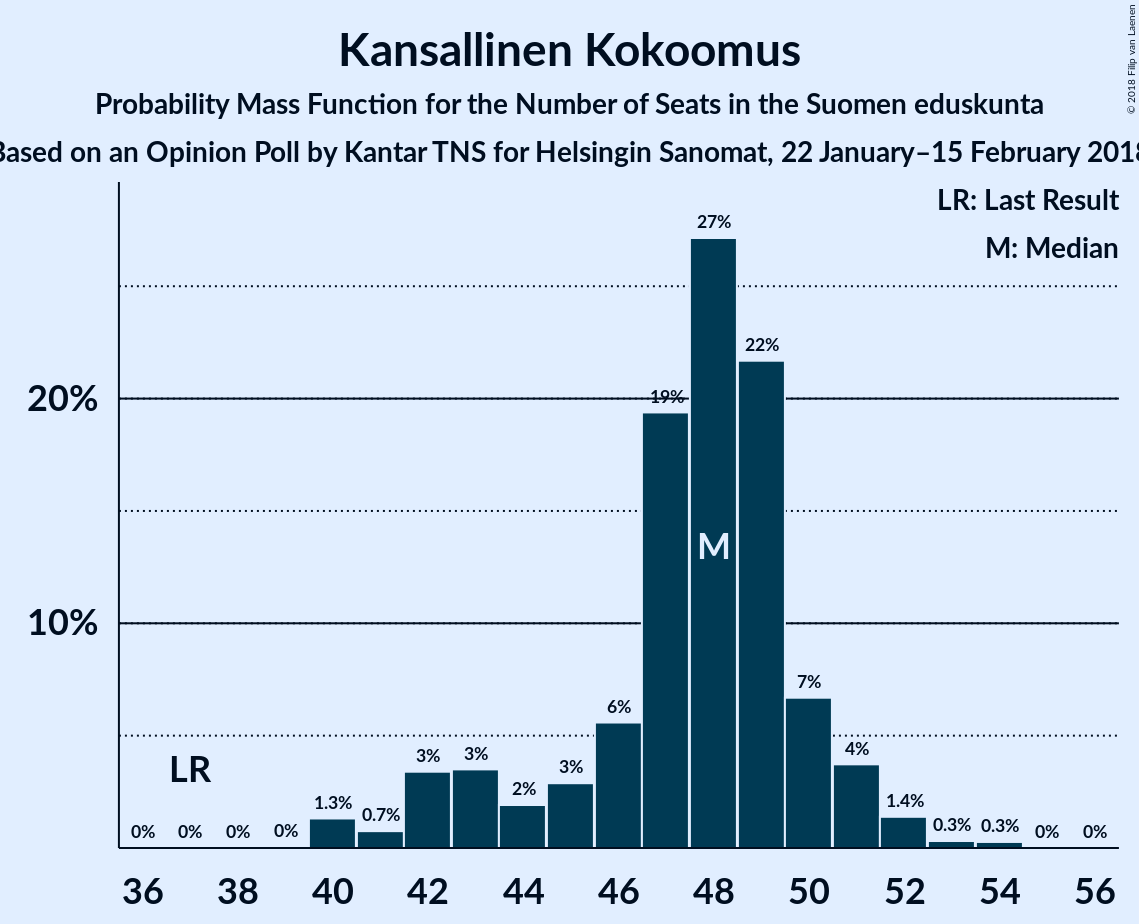 Kansallinen Kokoomus
Probability Mass Function for the Number of Seats in the Suomen eduskunta
Based on an Opinion Poll by Kantar TNS for Helsingin Sanomat, 22 January–15 February 2018
© 2018 Filip van Laenen
LR: Last Result
M: Median
27%
22%
20%
19%
M
10%
7%
6%
4%
3%
3%
3%
2%
LR
1.3%
0.7%
1.4%
0.3%
0.3%
0%
0%
0%
0%
0%
0%
36 38 40 42 44 46 48 50 52 54 56